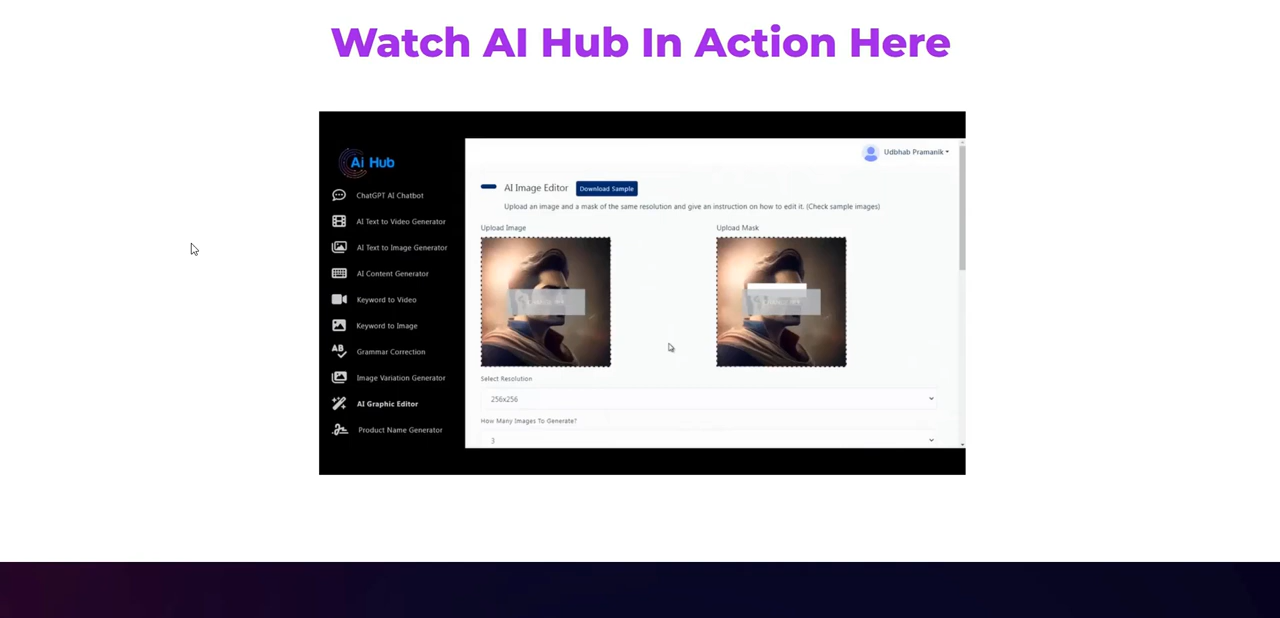 Watch AI Hub In Action Here
Ai Hub
Udbhab Pramanik
ChatGPT AI Chatbot
AI Text to Video Generator
AI Text to Image Generator
AI Content Generator
Keyword to Video
Keyword to Image
Grammar Correction
Image Variation Generator
AI Graphic Editor
Product Name Generator
AI Image Editor
Download Sample
Upload an image and a mask of the same resolution and give an instruction on how to edit it. (Check sample images)
Upload Image
Upload Mask
Select Resolution
256x256
How Many Images To Generate?
3